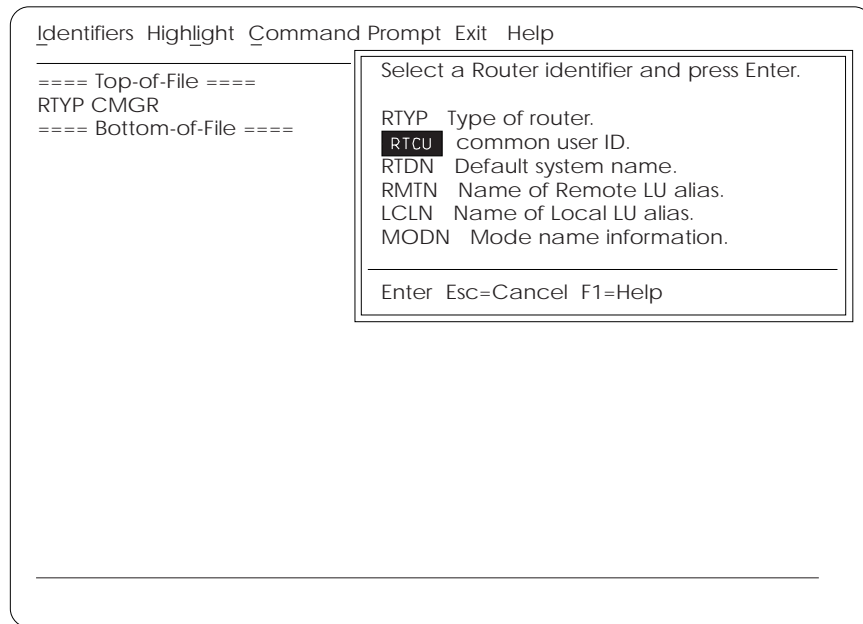 Identifiers Highlight Command Prompt Exit Help
==== Top-of-File ====
RTYP CMGR
==== Bottom-of-File ====
Select a Router identifier and press Enter.
RTYP Type of router.
RTCU common user ID.
RTDN Default system name.
RMTN Name of Remote LU alias.
LCLN Name of Local LU alias.
MODN Mode name information.
Enter Esc=Cancel F1=Help